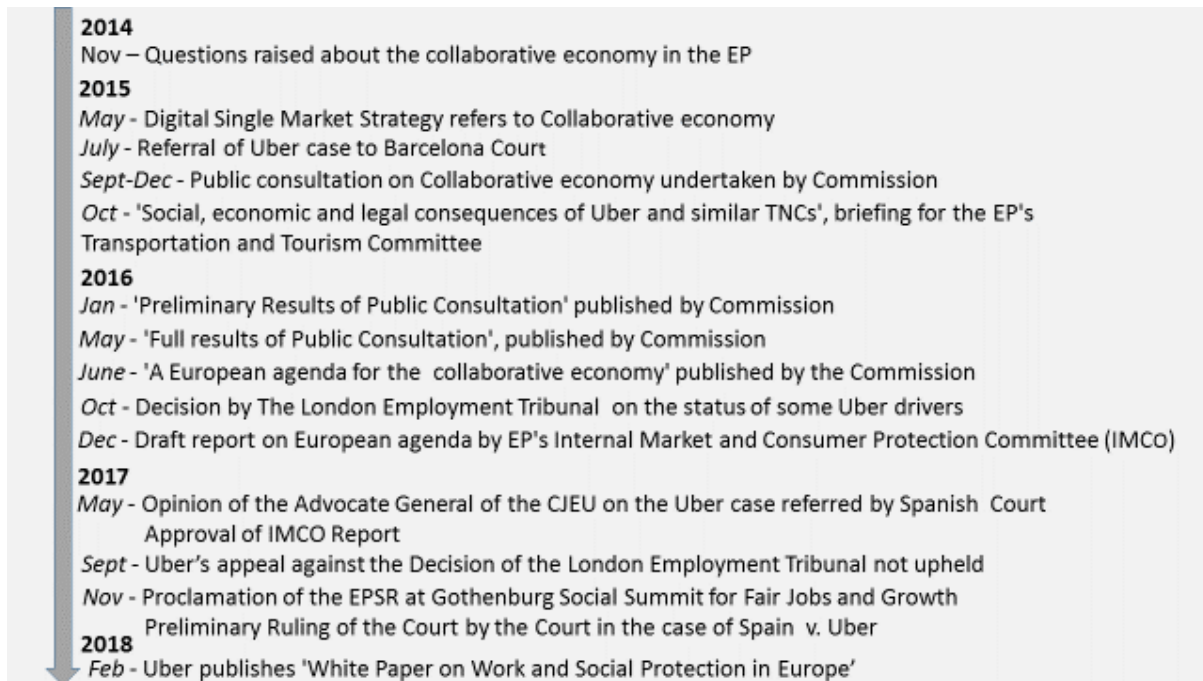 2014
Nov – Questions raised about the collaborative economy in the EP
2015
May - Digital Single Market Strategy refers to Collaborative economy
July - Referral of Uber case to Barcelona Court
Sept-Dec - Public consultation on Collaborative economy undertaken by Commission
Oct - 'Social, economic and legal consequences of Uber and similar TNCs', briefing for the EP's
Transportation and Tourism Committee
2016
Jan - 'Preliminary Results of Public Consultation' published by Commission
May - 'Full results of Public Consultation', published by Commission
June - 'A European agenda for the collaborative economy' published by the Commission
Oct - Decision by The London Employment Tribunal on the status of some Uber drivers
Dec - Draft report on European agenda by EP's Internal Market and Consumer Protection Committee (IMCO)
2017
May - Opinion of the Advocate General of the CJEU on the Uber case referred by Spanish Court
Approval of IMCO Report
Sept - Uber’s appeal against the Decision of the London Employment Tribunal not upheld
Nov - Proclamation of the EPSR at Gothenburg Social Summit for Fair Jobs and Growth
Preliminary Ruling of the Court by the Court in the case of Spain v. Uber
2018
Feb - Uber publishes 'White Paper on Work and Social Protection in Europe’